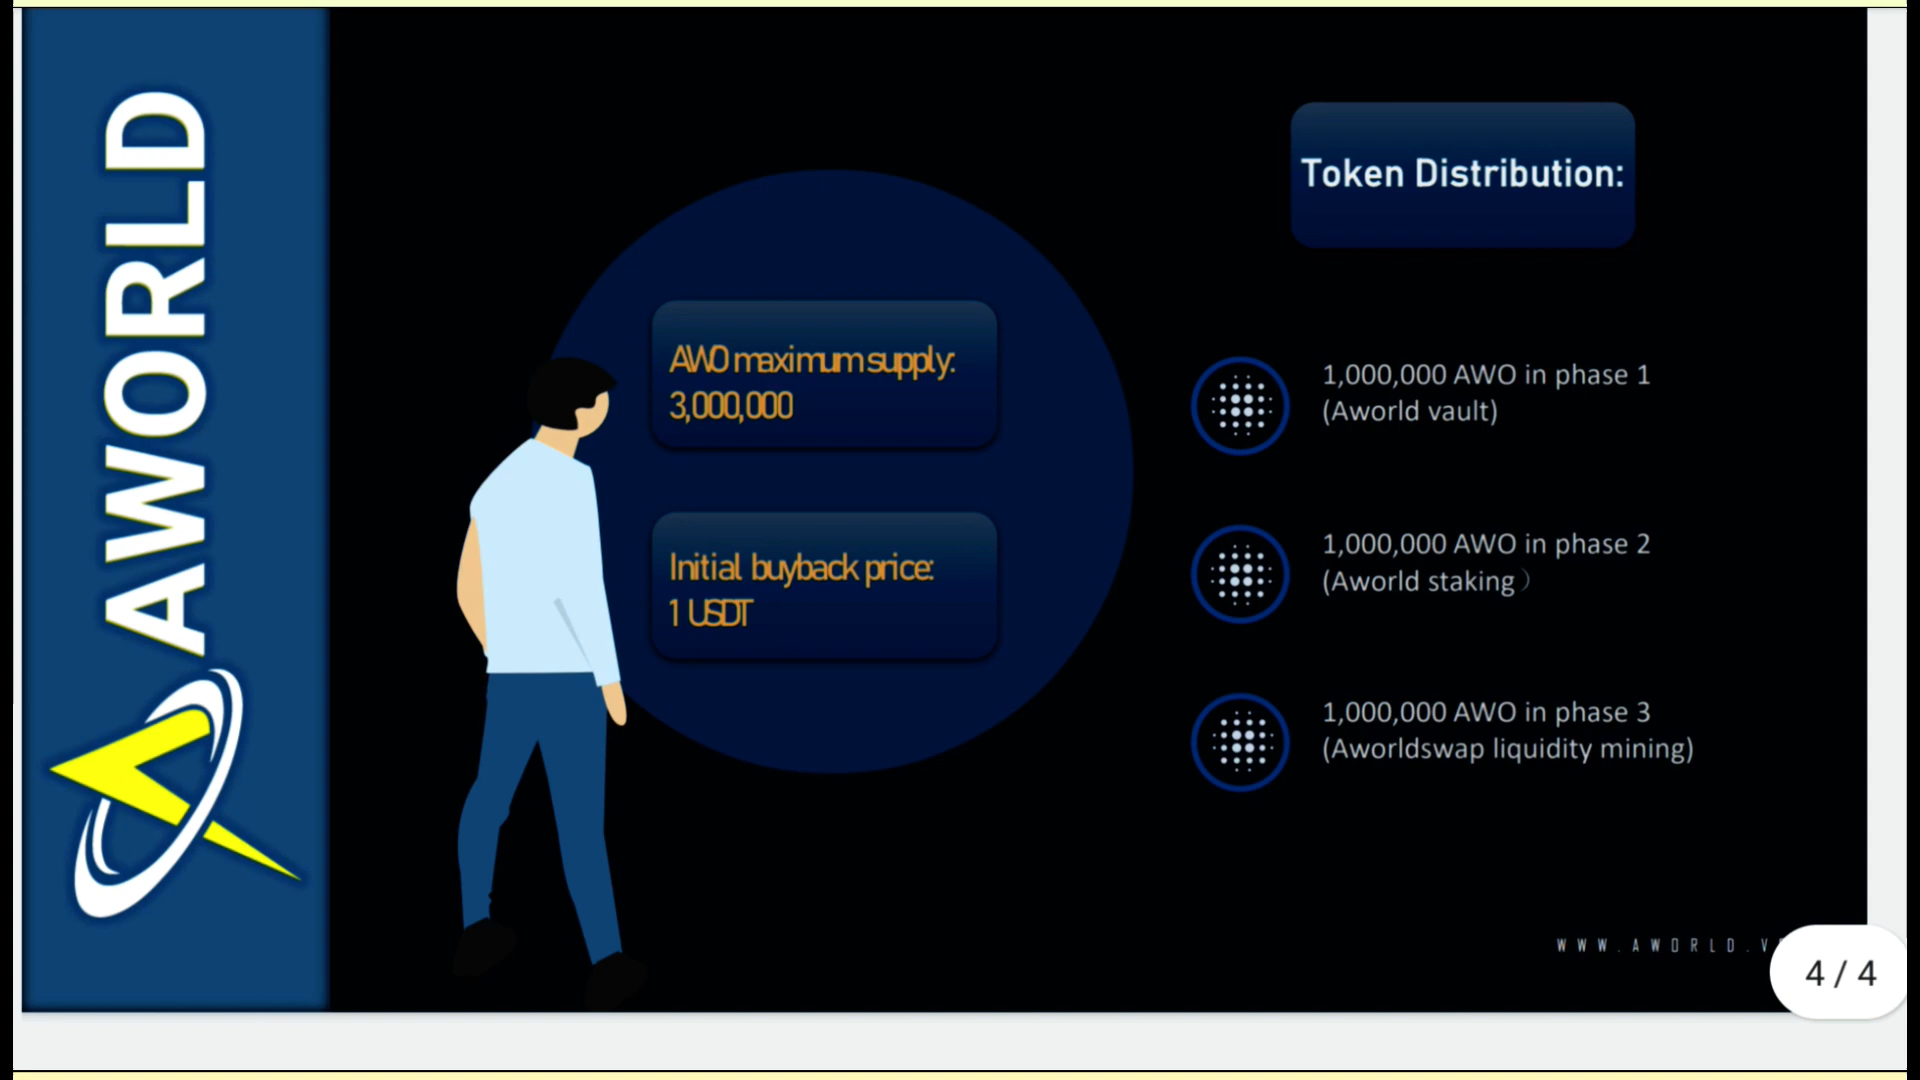 AWORLD
AWO maximum supply:
3,000,000
Initial buyback price:
1 USDT
Token Distribution:
1,000,000 AWO in phase 1
(Aworld vault)
1,000,000 AWO in phase 2
(Aworld staking）
1,000,000 AWO in phase 3
(Aworldswap liquidity mining)
4 / 4